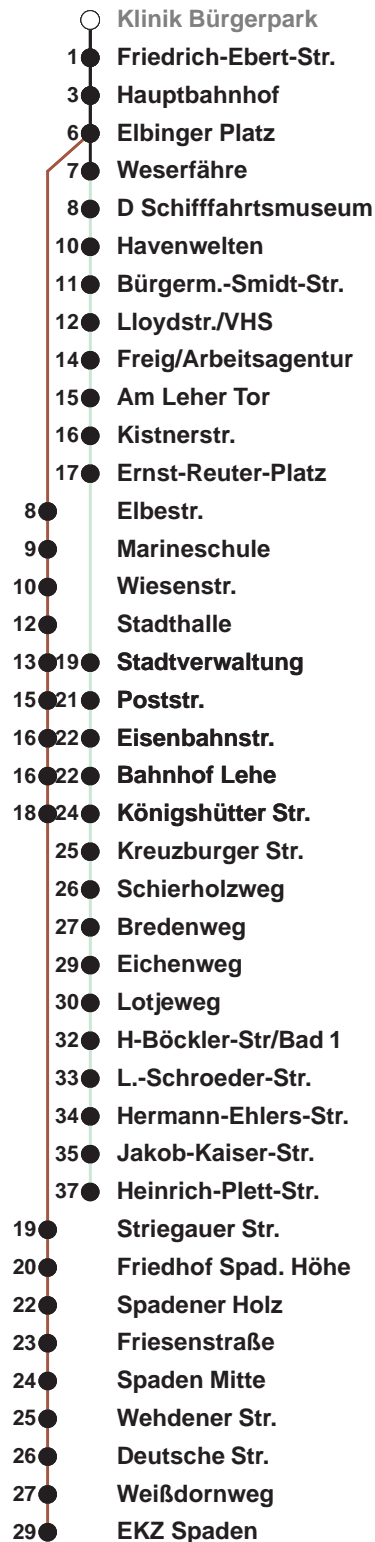 Klinik Bürgerpark
1 Friedrich-Ebert-Str.
3 Hauptbahnhof
6 Elbinger Platz
7 Weserfähre
8 D Schifffahrtsmuseum
10 Havenwelten
11 Bürgerm.-Smidt-Str.
12 Lloydstr./VHS
14 Freig/Arbeitsagentur
15 Am Leher Tor
16 Kistnerstr.
17 Ernst-Reuter-Platz
8 Elbestr.
9 Marineschule
10 Wiesenstr.
12 Stadthalle
13 19 Stadtverwaltung
15 21 Poststr.
16 22 Eisenbahnstr.
16 22 Bahnhof Lehe
18 24 Königshütter Str.
25 Kreuzburger Str.
26 Schierholzweg
27 Bredenweg
29 Eichenweg
30 Lotjeweg
32 H-Böckler-Str/Bad 1
33 L.-Schroeder-Str.
34 Hermann-Ehlers-Str.
35 Jakob-Kaiser-Str.
37 Heinrich-Plett-Str.
19 Striegauer Str.
20 Friedhof Spad. Höhe
22 Spadener Holz
23 Friesenstraße
24 Spaden Mitte
25 Wehdener Str.
26 Deutsche Str.
27 Weißdornweg
29 EKZ Spaden